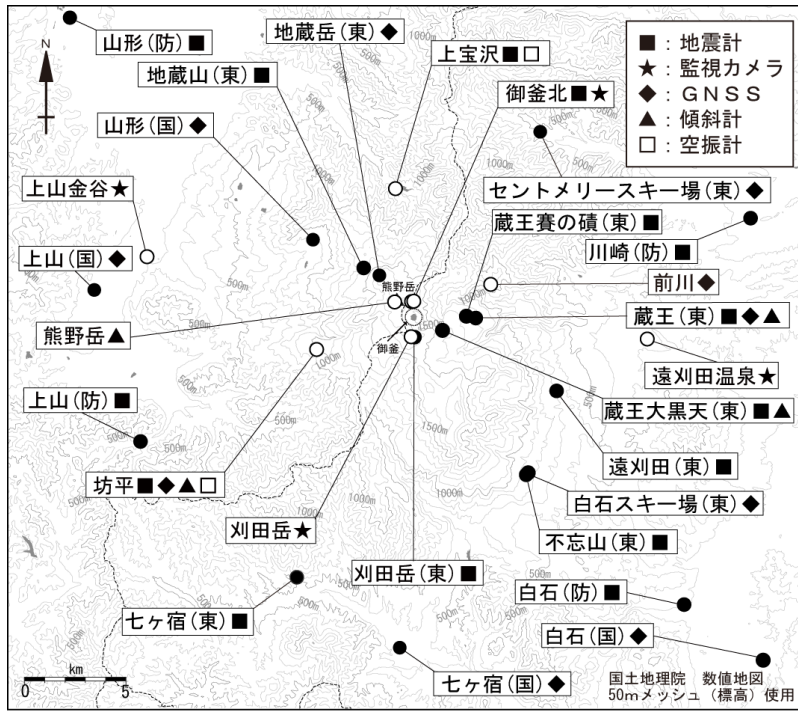 山形(防)■
地蔵岳(東)◆
上宝沢■□
■:地震計
★:監視カメラ
◆:GNSS
▲:傾斜計
□:空振計
N
地蔵山(東)■
御釜北■★
山形(国)◆
上山金谷★
セントメリースキー場(東)◆
蔵王賽の磧(東)■
川崎(防)■
上山(国)◆
前川◆
熊野岳
蔵王(東)■◆▲
熊野岳▲
御釜
遠刈田温泉★
上山(防)■
蔵王大黒天(東)■▲
遠刈田(東)■
坊平■◆▲□
白石スキー場(東)◆
刈田岳★
不忘山(東)■
刈田岳(東)■
白石(防)■
七ヶ宿(東)■
白石(国)◆
七ヶ宿(国)◆
km
0 5
国土地理院 数値地図
50mメッシュ(標高)使用
500m
1000m
1500m